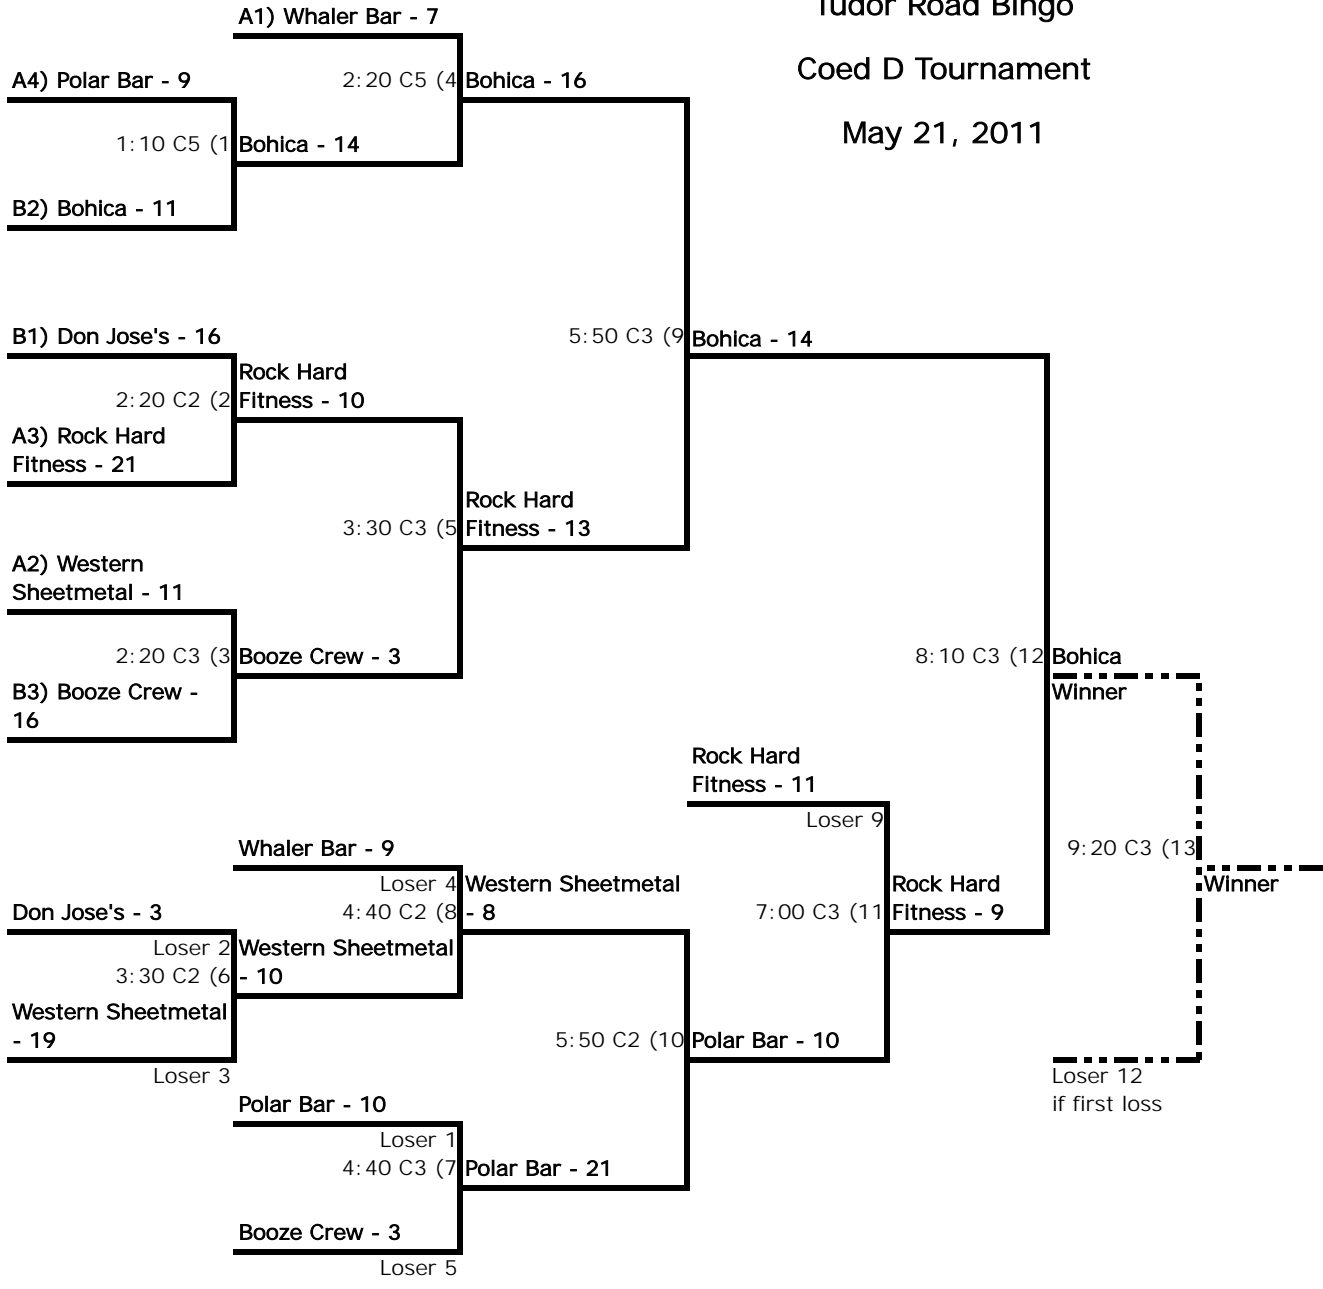 Tudor Road Bingo
Coed D Tournament
May 21, 2011
A1) Whaler Bar - 7
A4) Polar Bar - 9
2:20 C5 (4
Bohica - 16
1:10 C5 (1
Bohica - 14
B2) Bohica - 11
B1) Don Jose's - 16
5:50 C3 (9
Bohica - 14
Rock Hard
Fitness - 10
2:20 C2 (2
A3) Rock Hard
Fitness - 21
Rock Hard
Fitness - 13
3:30 C3 (5
A2) Western
Sheetmetal - 11
2:20 C3 (3
Booze Crew - 3
B3) Booze Crew -
16
8:10 C3 (12
Bohica
Winner
Rock Hard
Fitness - 11
Loser 9
9:20 C3 (13
Winner
Whaler Bar - 9
Loser 4
4:40 C2 (8
Western Sheetmetal
- 8
7:00 C3 (11
Rock Hard
Fitness - 9
Don Jose's - 3
Loser 2
3:30 C2 (6
Western Sheetmetal
- 10
Western Sheetmetal
- 19
Loser 3
5:50 C2 (10
Polar Bar - 10
Loser 12
if first loss
Polar Bar - 10
Loser 1
4:40 C3 (7
Polar Bar - 21
Booze Crew - 3
Loser 5